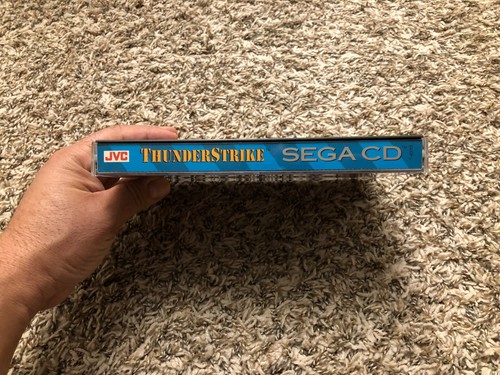 JVC THUNDERSTRIKE SEGA CD